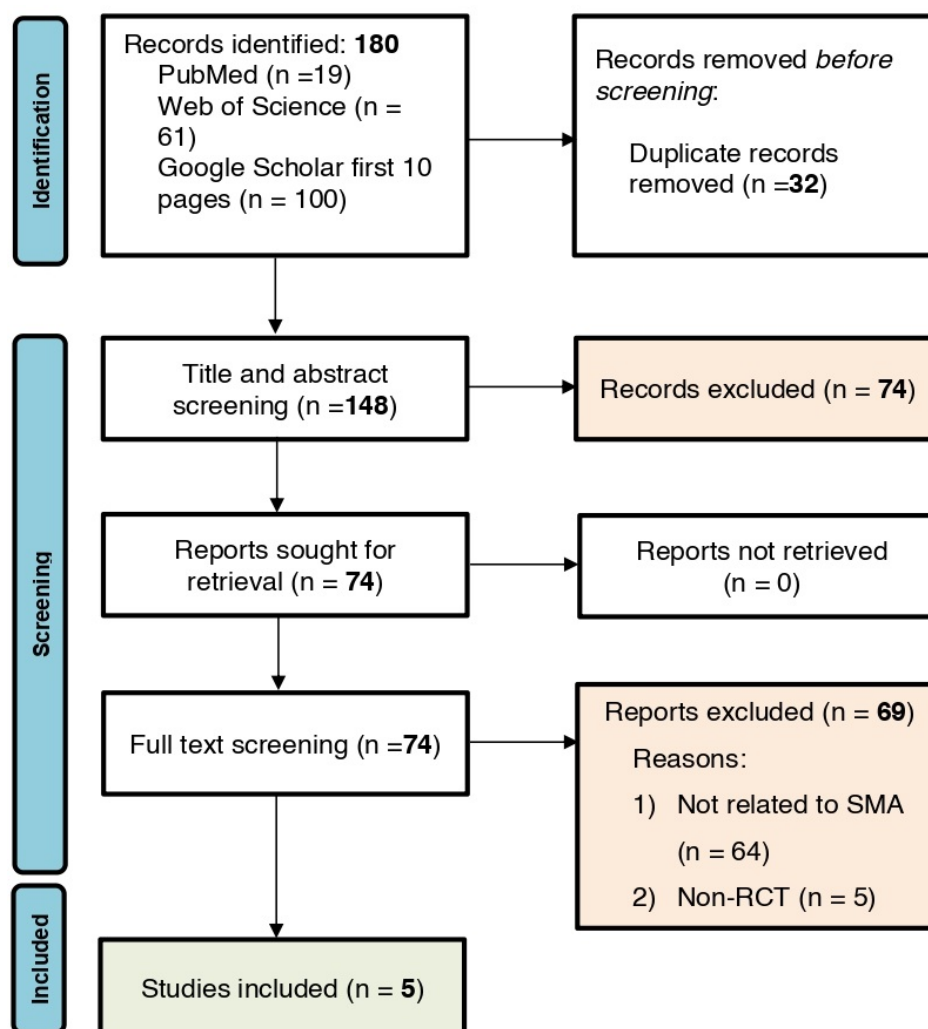 Identification
Records identified: 180
PubMed (n =19)
Web of Science (n =
61)
Google Scholar first 10
pages (n = 100)
Records removed before
screening:
Duplicate records
removed (n =32)
Screening
Title and abstract
screening (n =148)
Records excluded (n = 74)
Reports sought for
retrieval (n = 74)
Reports not retrieved
(n = 0)
Full text screening (n =74)
Reports excluded (n = 69)
Reasons:
1) Not related to SMA
(n = 64)
2) Non-RCT (n = 5)
Included
Studies included (n = 5)